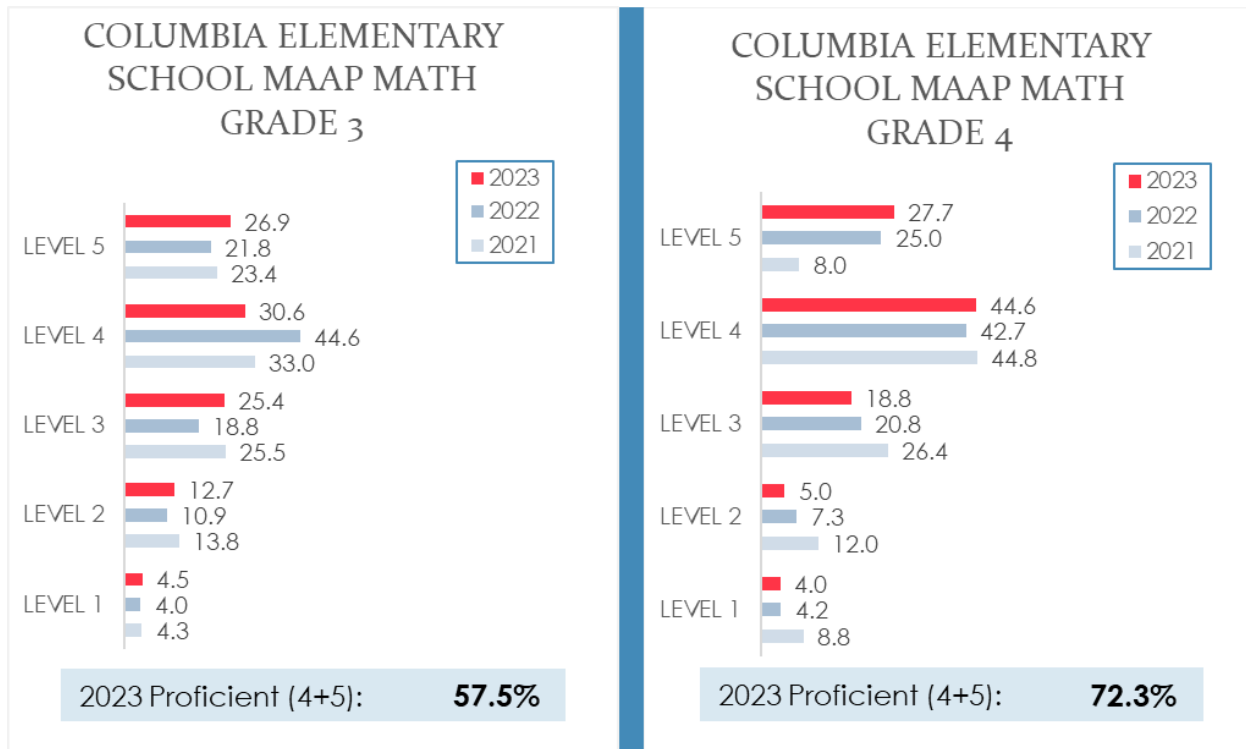 COLUMBIA ELEMENTARY
SCHOOL MAAP MATH
GRADE 3
2023
2022
2021
LEVEL 5
26.9
21.8
23.4
LEVEL 4
30.6
44.6
33.0
LEVEL 3
25.4
18.8
25.5
LEVEL 2
12.7
10.9
13.8
LEVEL 1
4.5
4.0
4.3
2023 Proficient (4+5): 57.5%
COLUMBIA ELEMENTARY
SCHOOL MAAP MATH
GRADE 4
2023
2022
2021
LEVEL 5
27.7
25.0
8.0
LEVEL 4
44.6
42.7
44.8
LEVEL 3
18.8
20.8
26.4
LEVEL 2
5.0
7.3
12.0
LEVEL 1
4.0
4.2
8.8
2023 Proficient (4+5): 72.3%